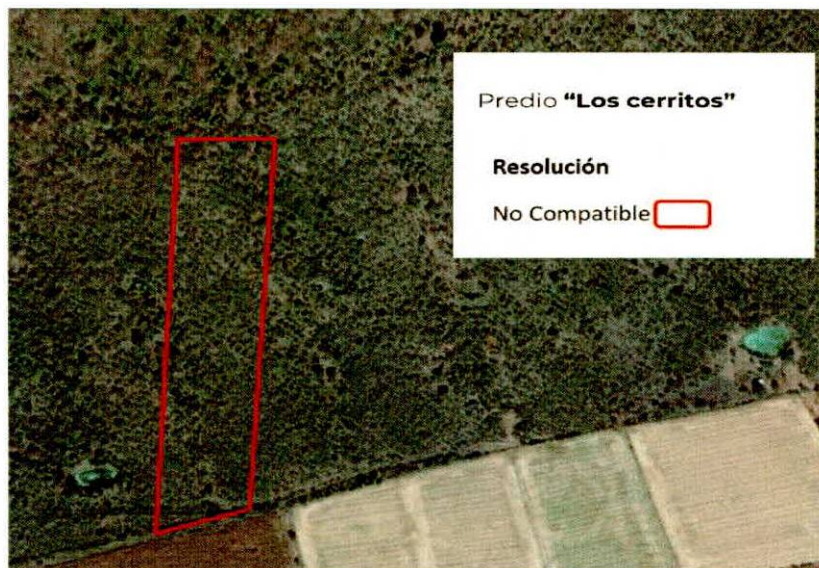 Predio “Los cerritos”
Resolución
No Compatible